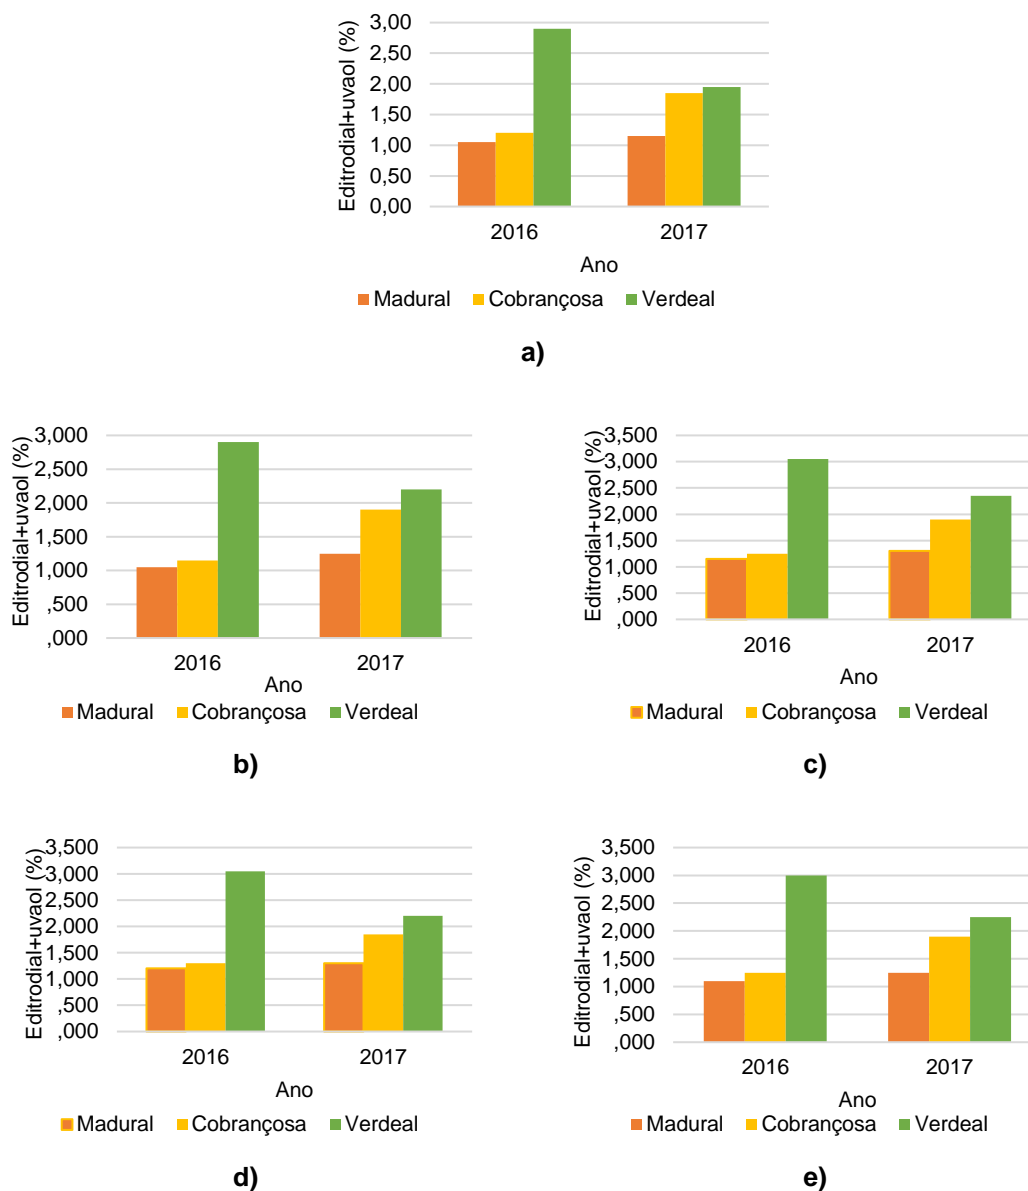 Editrodial+uvaol (%)
3,00
2,50
2,00
1,50
1,00
0,50
0,00
2016 2017
Ano
Madural Cobrançosa Verdeal
a)
Editrodial+uvaol (%)
3,000
2,500
2,000
1,500
1,000
,500
,000
2016 2017
Ano
Madural Cobrançosa Verdeal
b)
Editrodial+uvaol (%)
3,500
3,000
2,500
2,000
1,500
1,000
,500
,000
2016 2017
Ano
Madural Cobrançosa Verdeal
c)
Editrodial+uvaol (%)
3,500
3,000
2,500
2,000
1,500
1,000
,500
,000
2016 2017
Ano
Madural Cobrançosa Verdeal
d)
Editrodial+uvaol (%)
3,500
3,000
2,500
2,000
1,500
1,000
,500
,000
2016 2017
Ano
Madural Cobrançosa Verdeal
e)